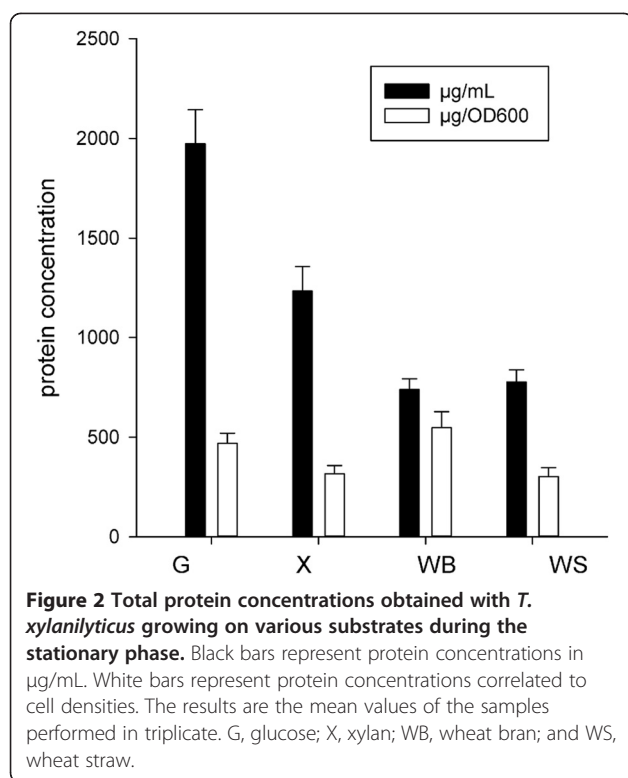 2500
2000
1500
1000
500
0
protein concentration
µg/mL
µg/OD600
G X WB WS
Figure 2 Total protein concentrations obtained with T.
xylanilyticus growing on various substrates during the
stationary phase. Black bars represent protein concentrations in
µg/mL. White bars represent protein concentrations correlated to
cell densities. The results are the mean values of the samples
performed in triplicate. G, glucose; X, xylan; WB, wheat bran; and WS,
wheat straw.